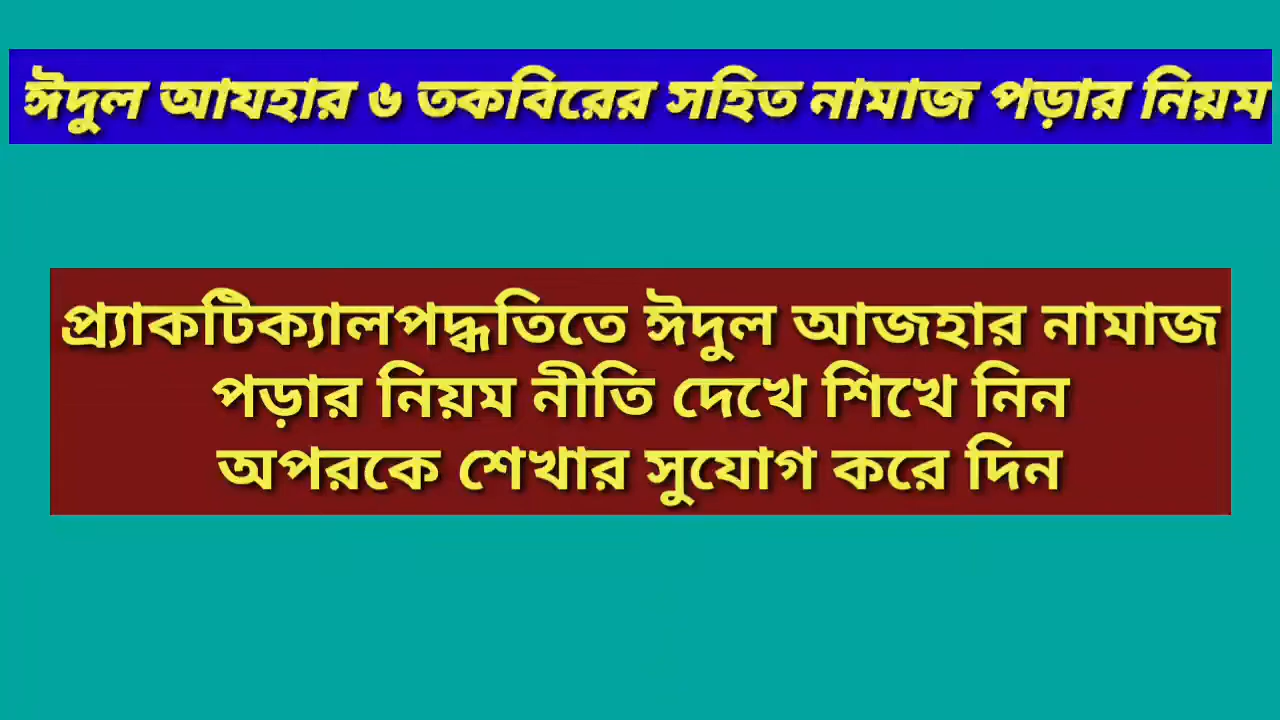 ঈদুল আযহার ৬ তকবিরের সহিত নামাজ পড়ার নিয়ম
প্র্যাকটিক্যালপদ্ধতিতে ঈদুল আজহার নামাজ
পড়ার নিয়ম নীতি দেখে শিখে নিন
অপরকে শেখার সুযোগ করে দিন